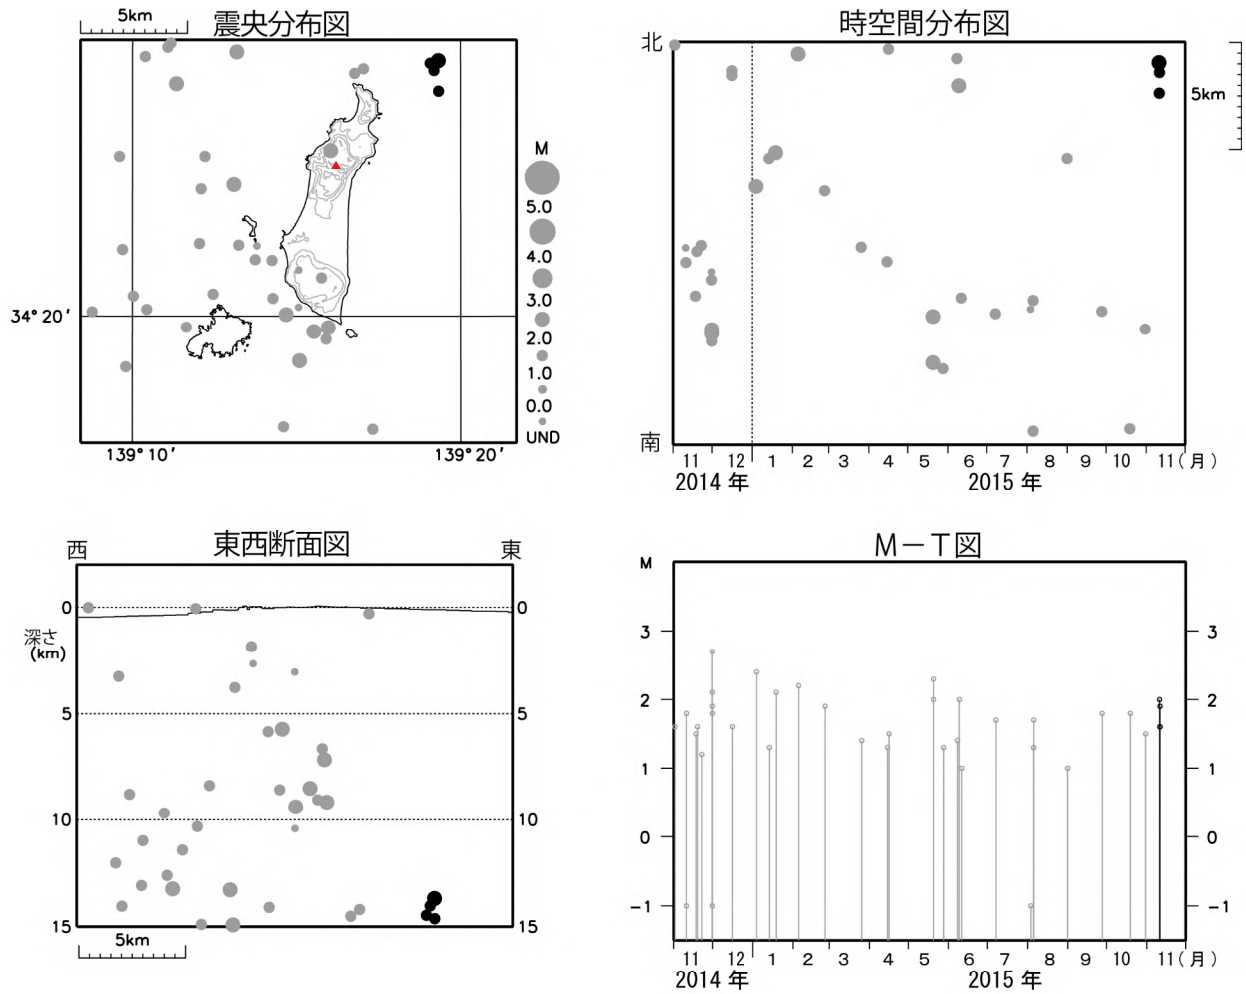 5km
震央分布図
34° 20′
139° 10′
139° 20′
M
5.0
4.0
3.0
2.0
1.0
0.0
UND
時空間分布図
北
南
5km
11 12 1 2 3 4 5 6 7 8 9 10 11(月)
2014 年 2015 年
東西断面図
西 東
0 0
深さ
(km)
5 5
10 10
15 15
5km
M－T図
M
3 3
2 2
1 1
0 0
-1 -1
11 12 1 2 3 4 5 6 7 8 9 10 11(月)
2014 年 2015 年